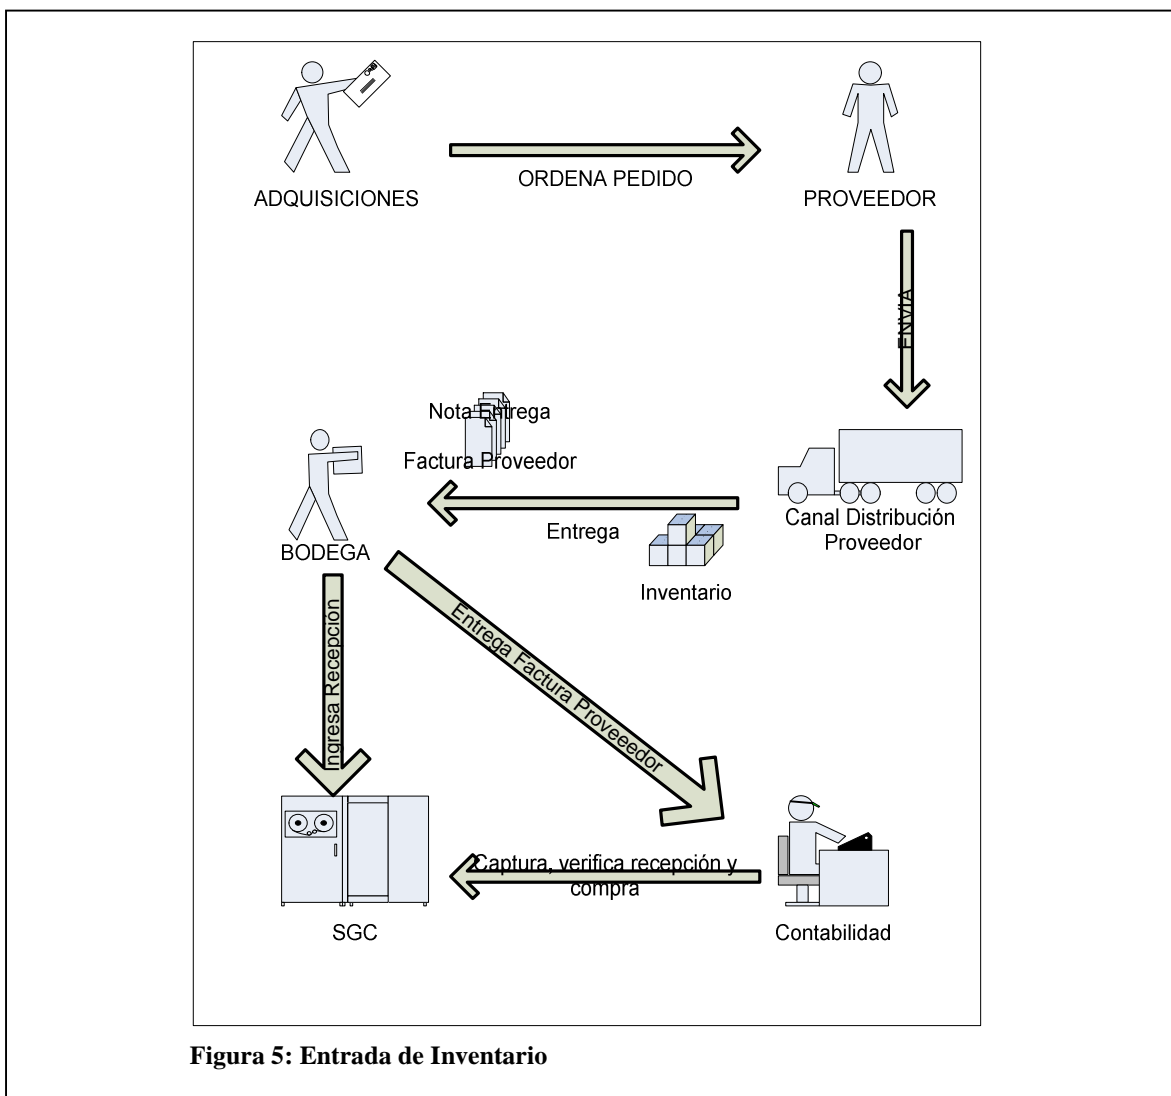 ADQUISICIONES
ORDENA PEDIDO
PROVEEDOR
ENVIA
Nota Entrega
Factura Proveedor
Entrega
Inventario
Canal Distribución
Proveedor
BODEGA
Ingresa Recepción
Entrega Factura Proveeedor
Captura, verifica recepción y
compra
SGC
Contabilidad
Figura 5: Entrada de Inventario